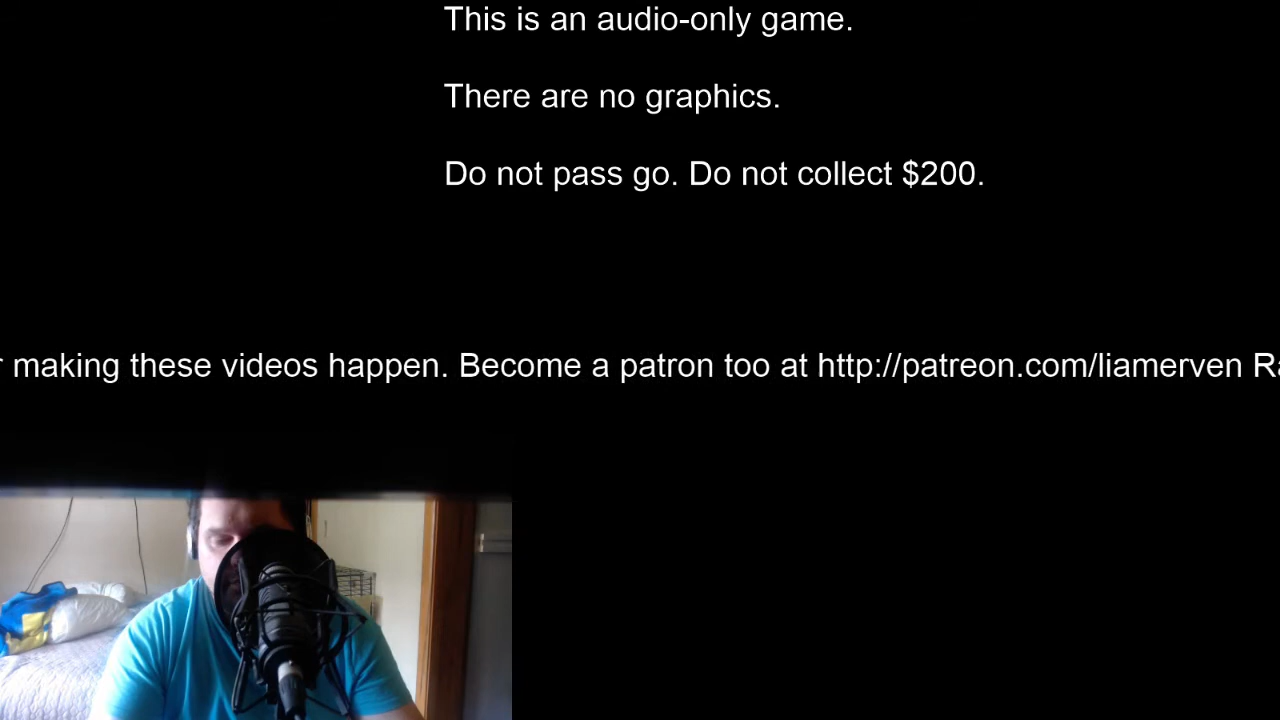 This is an audio-only game.
There are no graphics.
Do not pass go. Do not collect $200.
making these videos happen. Become a patron too at http://patreon.com/liamerven